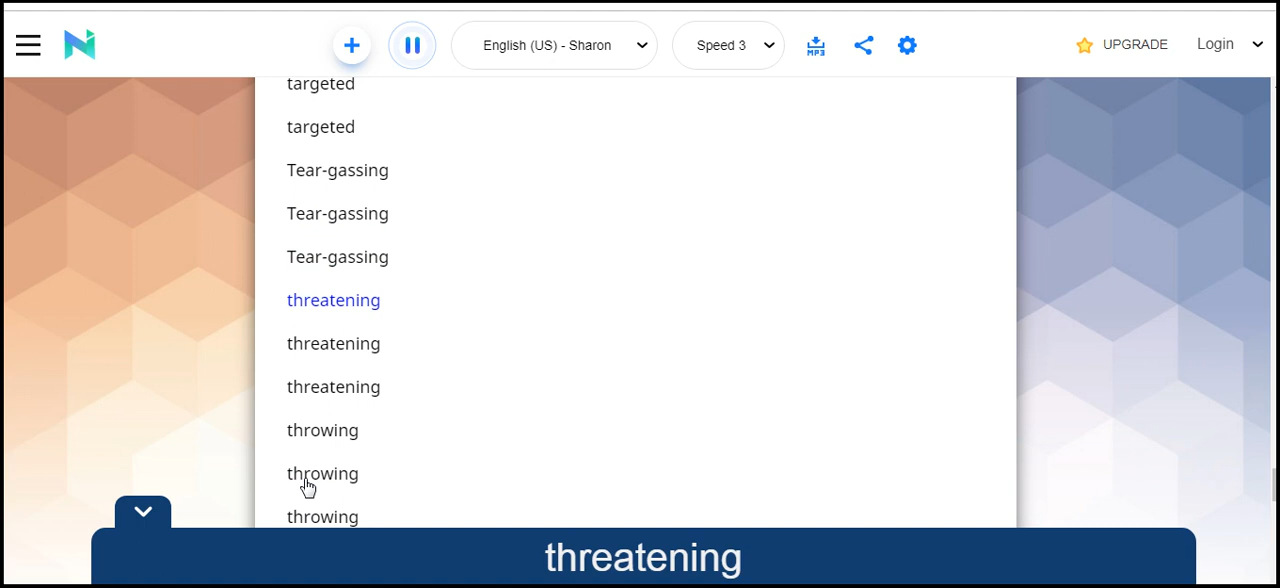 English (US) - Sharon
Speed 3
MP3
UPGRADE
Login
targeted
targeted
Tear-gassing
Tear-gassing
Tear-gassing
threatening
threatening
threatening
throwing
throwing
throwing
threatening